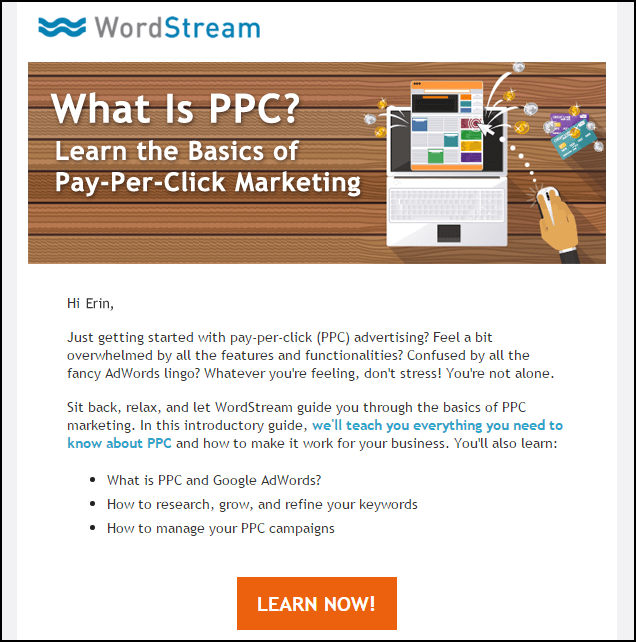 WordStream
What Is PPC?
Learn the Basics of
Pay-Per-Click Marketing
Hi Erin,
Just getting started with pay-per-click (PPC) advertising? Feel a bit
overwhelmed by all the features and functionalities? Confused by all the
fancy AdWords lingo? Whatever you're feeling, don't stress! You're not alone.
Sit back, relax, and let WordStream guide you through the basics of PPC
marketing. In this introductory guide, we'll teach you everything you need to
know about PPC and how to make it work for your business. You'll also learn:
• What is PPC and Google AdWords?
• How to research, grow, and refine your keywords
• How to manage your PPC campaigns
LEARN NOW!